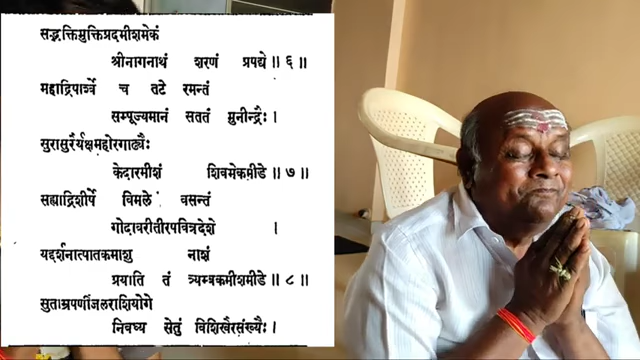 सद्भक्तिमुक्तिप्रदमीशमेकं
श्रीनागनाथं शरणं प्रपद्ये ॥ ६ ॥
महाद्रिपार्श्वे च तटे रमन्तं
सम्पूज्यमानं सततं मुनीन्द्रैः ।
सुरासुरैर्यक्षमहोरगाढ्यैः
केदारमीशं शिवमेकमीडे ॥ ७ ॥
सह्याद्रिशीर्षे विमले वसन्तं
गोदावरीतीरपवित्रदेशे ।
यद्दर्शनात्पातकमाशु नाशं
प्रयाति तं त्र्यम्बकमीशमीडे ॥ ८ ॥
सुताम्रपर्णीजलराशियोगे
निबध्य सेतुं विशिखैरसंख्यैः ।